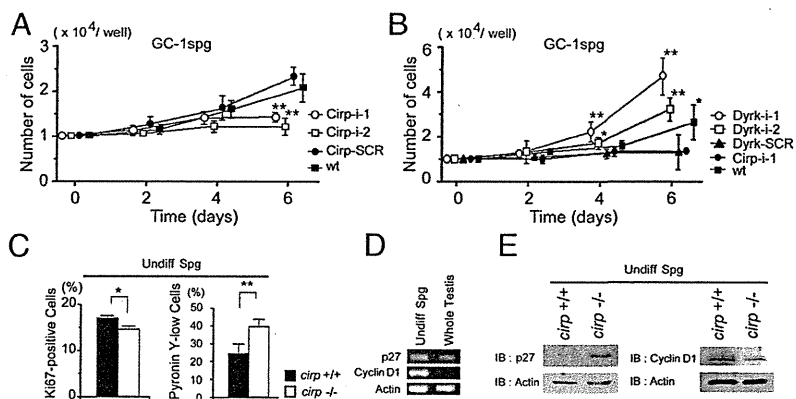 A
( x 10⁴/ well)
GC-1spg
Number of cells
3
2
1
0
0 2 4 6
Time (days)
**
**
Cirp-i-1
Cirp-i-2
Cirp-SCR
wt
B
( x 10⁴/ well)
GC-1spg
Number of cells
6
4
2
0
0 2 4 6
Time (days)
**
*
**
**
*
Dyrk-i-1
Dyrk-i-2
Dyrk-SCR
Cirp-i-1
wt
C
Undiff Spg
(%)
Ki67-positive Cells
20
10
0
*
(%)
Pyronin Y-low Cells
50
40
30
20
10
0
**
cirp +/+
cirp -/-
D
Undiff Spg
Whole Testis
p27
Cyclin D1
Actin
E
Undiff Spg
cirp +/+
cirp -/-
IB : p27
IB : Actin
cirp +/+
cirp -/-
IB : Cyclin D1
IB : Actin